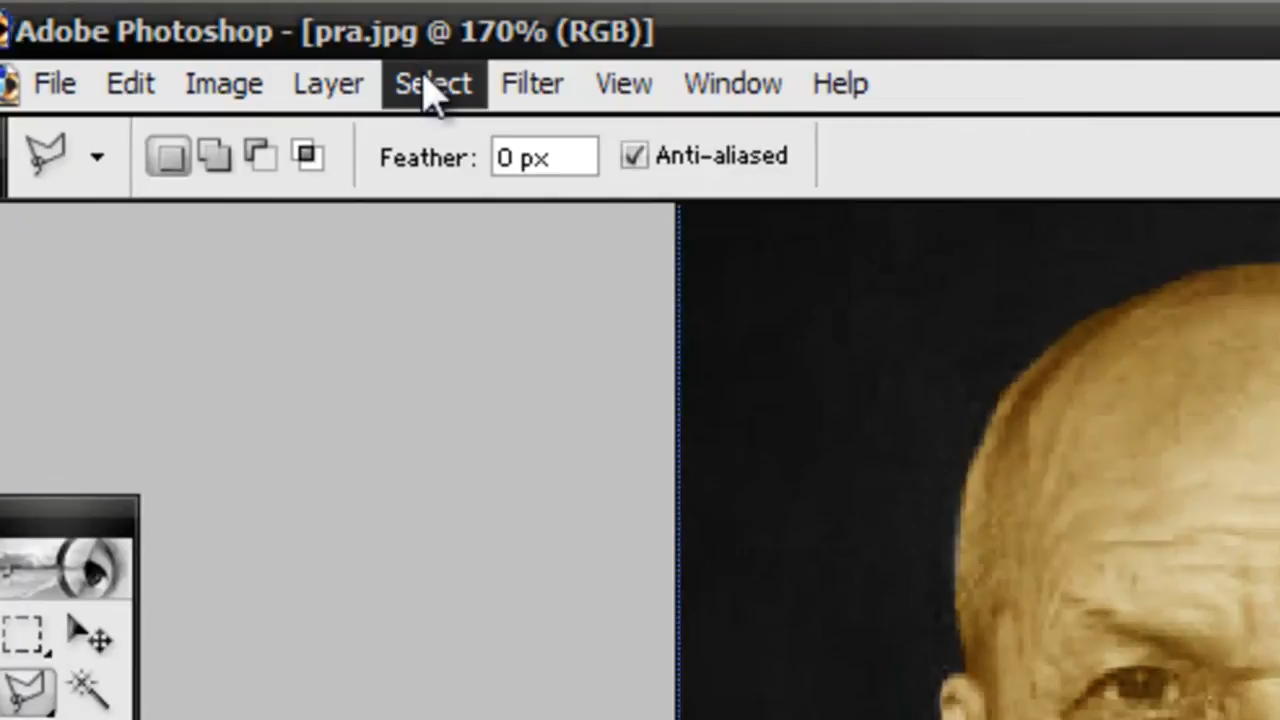 Adobe Photoshop - [pra.jpg @ 170% (RGB)]
File Edit Image Layer Select Filter View Window Help
Feather: 0 px Anti-aliased